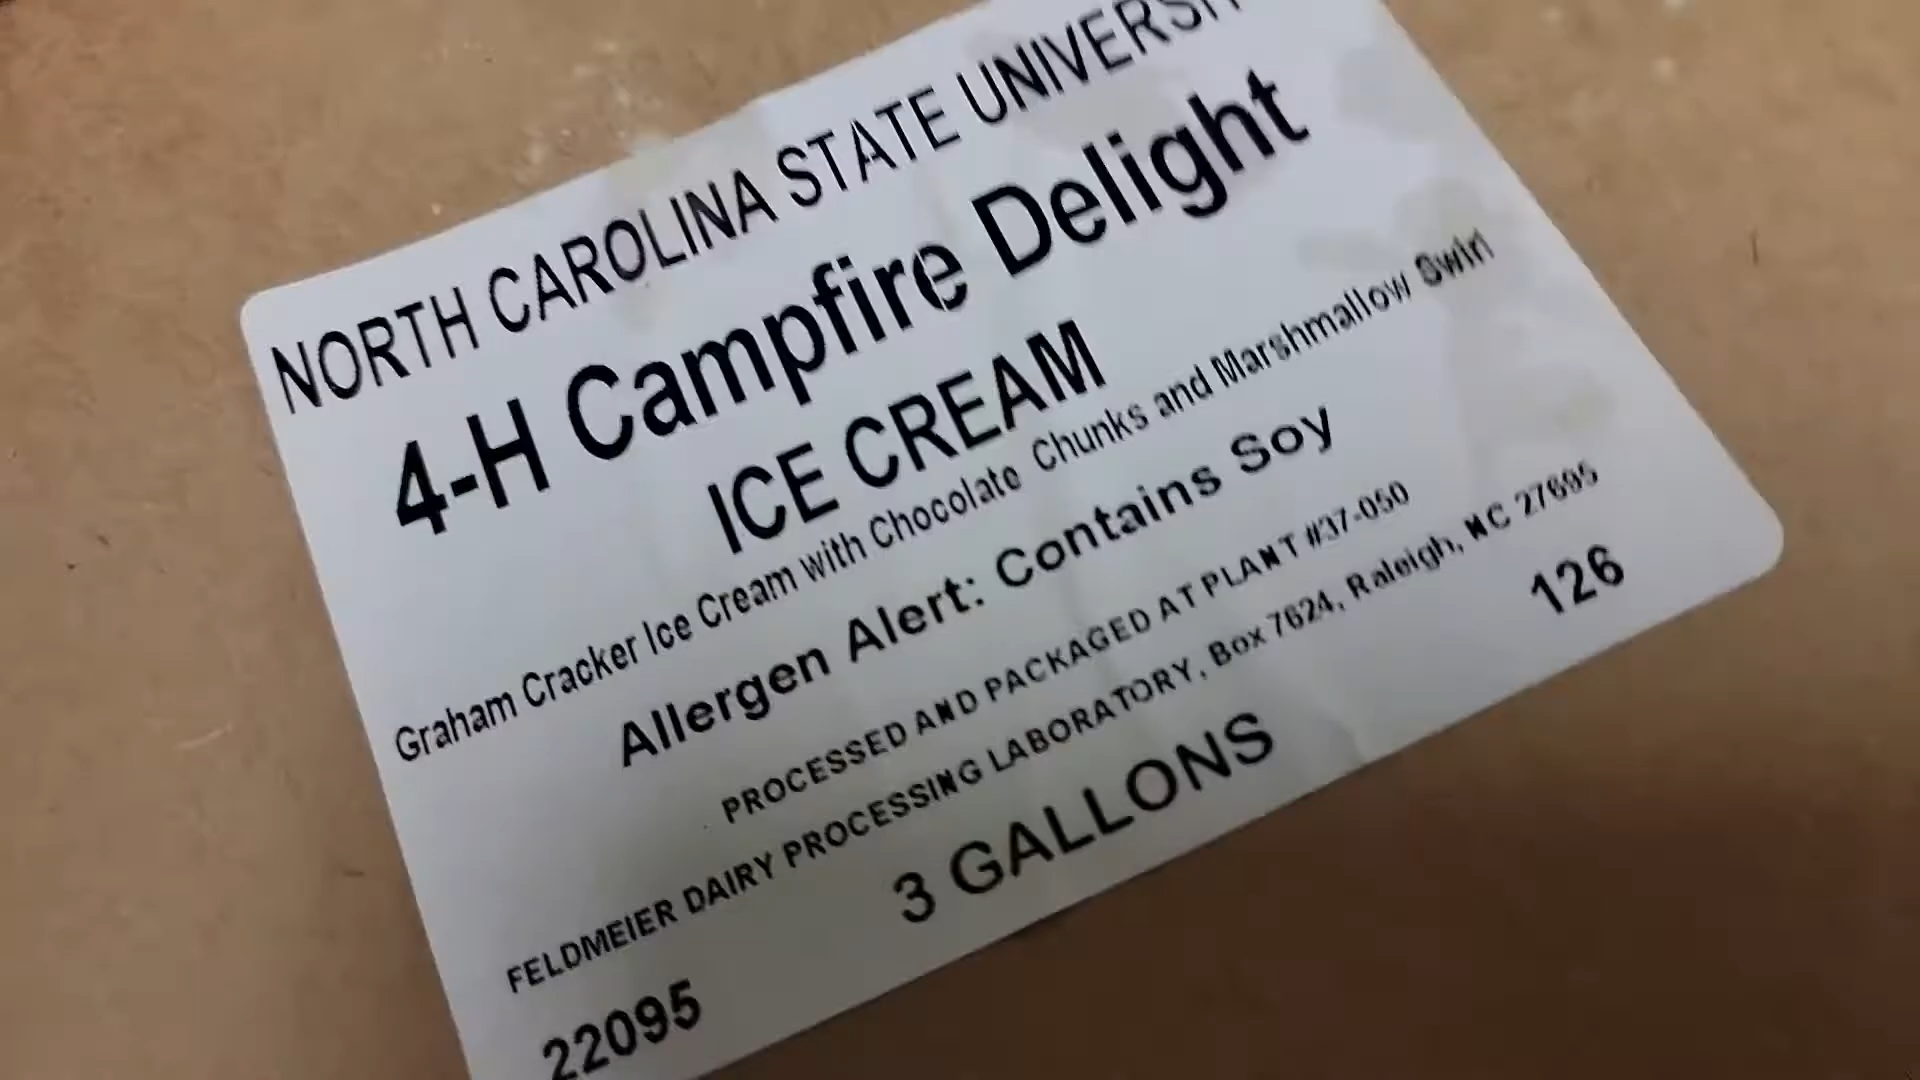 NORTH CAROLINA STATE UNIVERSI
4-H Campfire Delight
ICE CREAM
Graham Cracker Ice Cream with Chocolate Chunks and Marshmallow Swirl
Allergen Alert: Contains Soy
PROCESSED AND PACKAGED AT PLANT #37-050
FELDMEIER DAIRY PROCESSING LABORATORY, Box 7624, Raleigh, NC 27695
126
3 GALLONS
22095